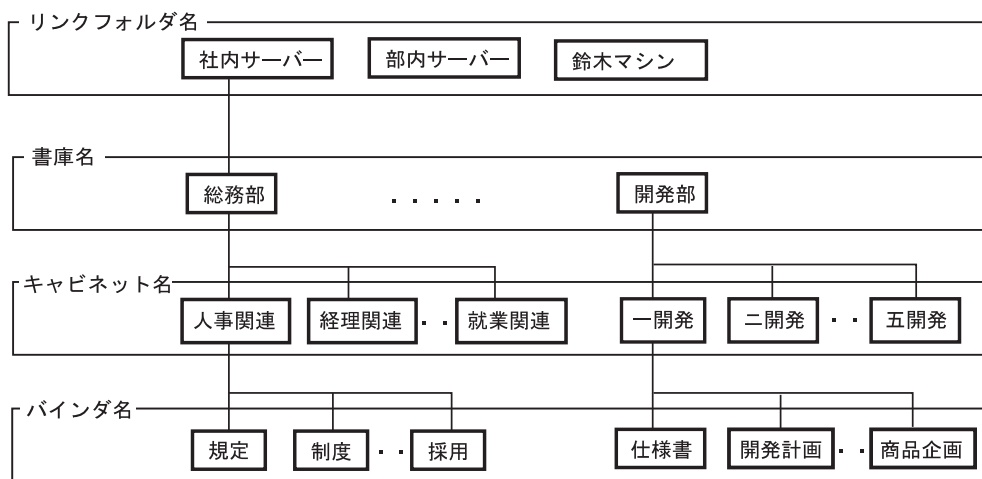 リンクフォルダ名
社内サーバー 部内サーバー 鈴木マシン
書庫名
総務部 ・・・・・ 開発部
キャビネット名
人事関連 経理関連 ・・ 就業関連 一開発 二開発 ・・ 五開発
バインダ名
規定 制度 ・・ 採用 仕様書 開発計画 ・・ 商品企画